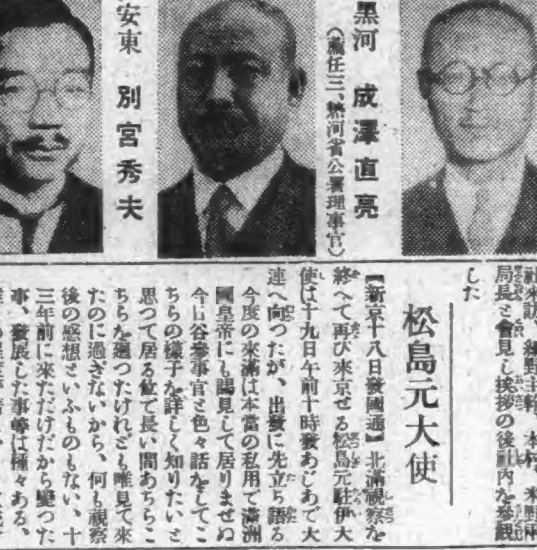 黑河 成澤直亮
（薦任三、熱河省公署理事官）
安東 別宮秀夫
局長と會見し挨拶の後社內を參觀
した
松島元大使
【新京十八日發國通】北滿視察を
終へて再び來京せる松島元駐伊大
使は十九日午前十時發あじあで大
連へ向つたが、出發に先立ち語る
今度の來滿は本當の私用で滿洲
國皇帝にも謁見して居りませぬ
今日谷參事官と色々話をしてこ
ちらの樣子を詳しく知りたいと
思つて居る位で長い間あちらこ
ちらを廻つたけれども唯見て來
たのに過ぎないから、何も視察
後の感想といふものもない、十
三年前に來ただけだから變つた
事、發展した事等は種々ある、